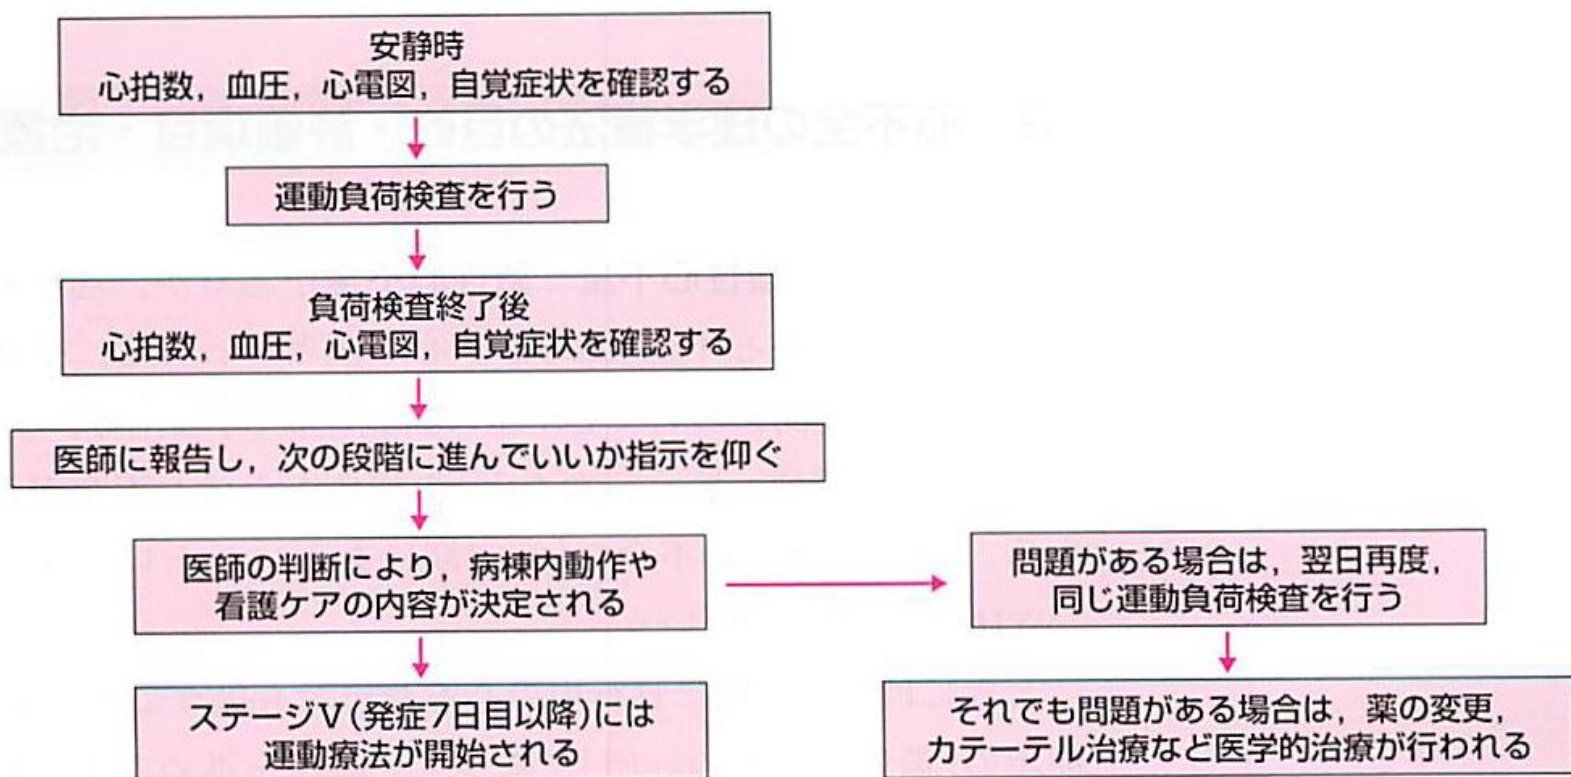 安静時
心拍数，血圧，心電図，自覚症状を確認する
運動負荷検査を行う
負荷検査終了後
心拍数，血圧，心電図，自覚症状を確認する
医師に報告し，次の段階に進んでいいか指示を仰ぐ
医師の判断により，病棟内動作や
看護ケアの内容が決定される
問題がある場合は，翌日再度，
同じ運動負荷検査を行う
ステージⅤ（発症7日目以降）には
運動療法が開始される
それでも問題がある場合は，薬の変更，
カテーテル治療など医学的治療が行われる